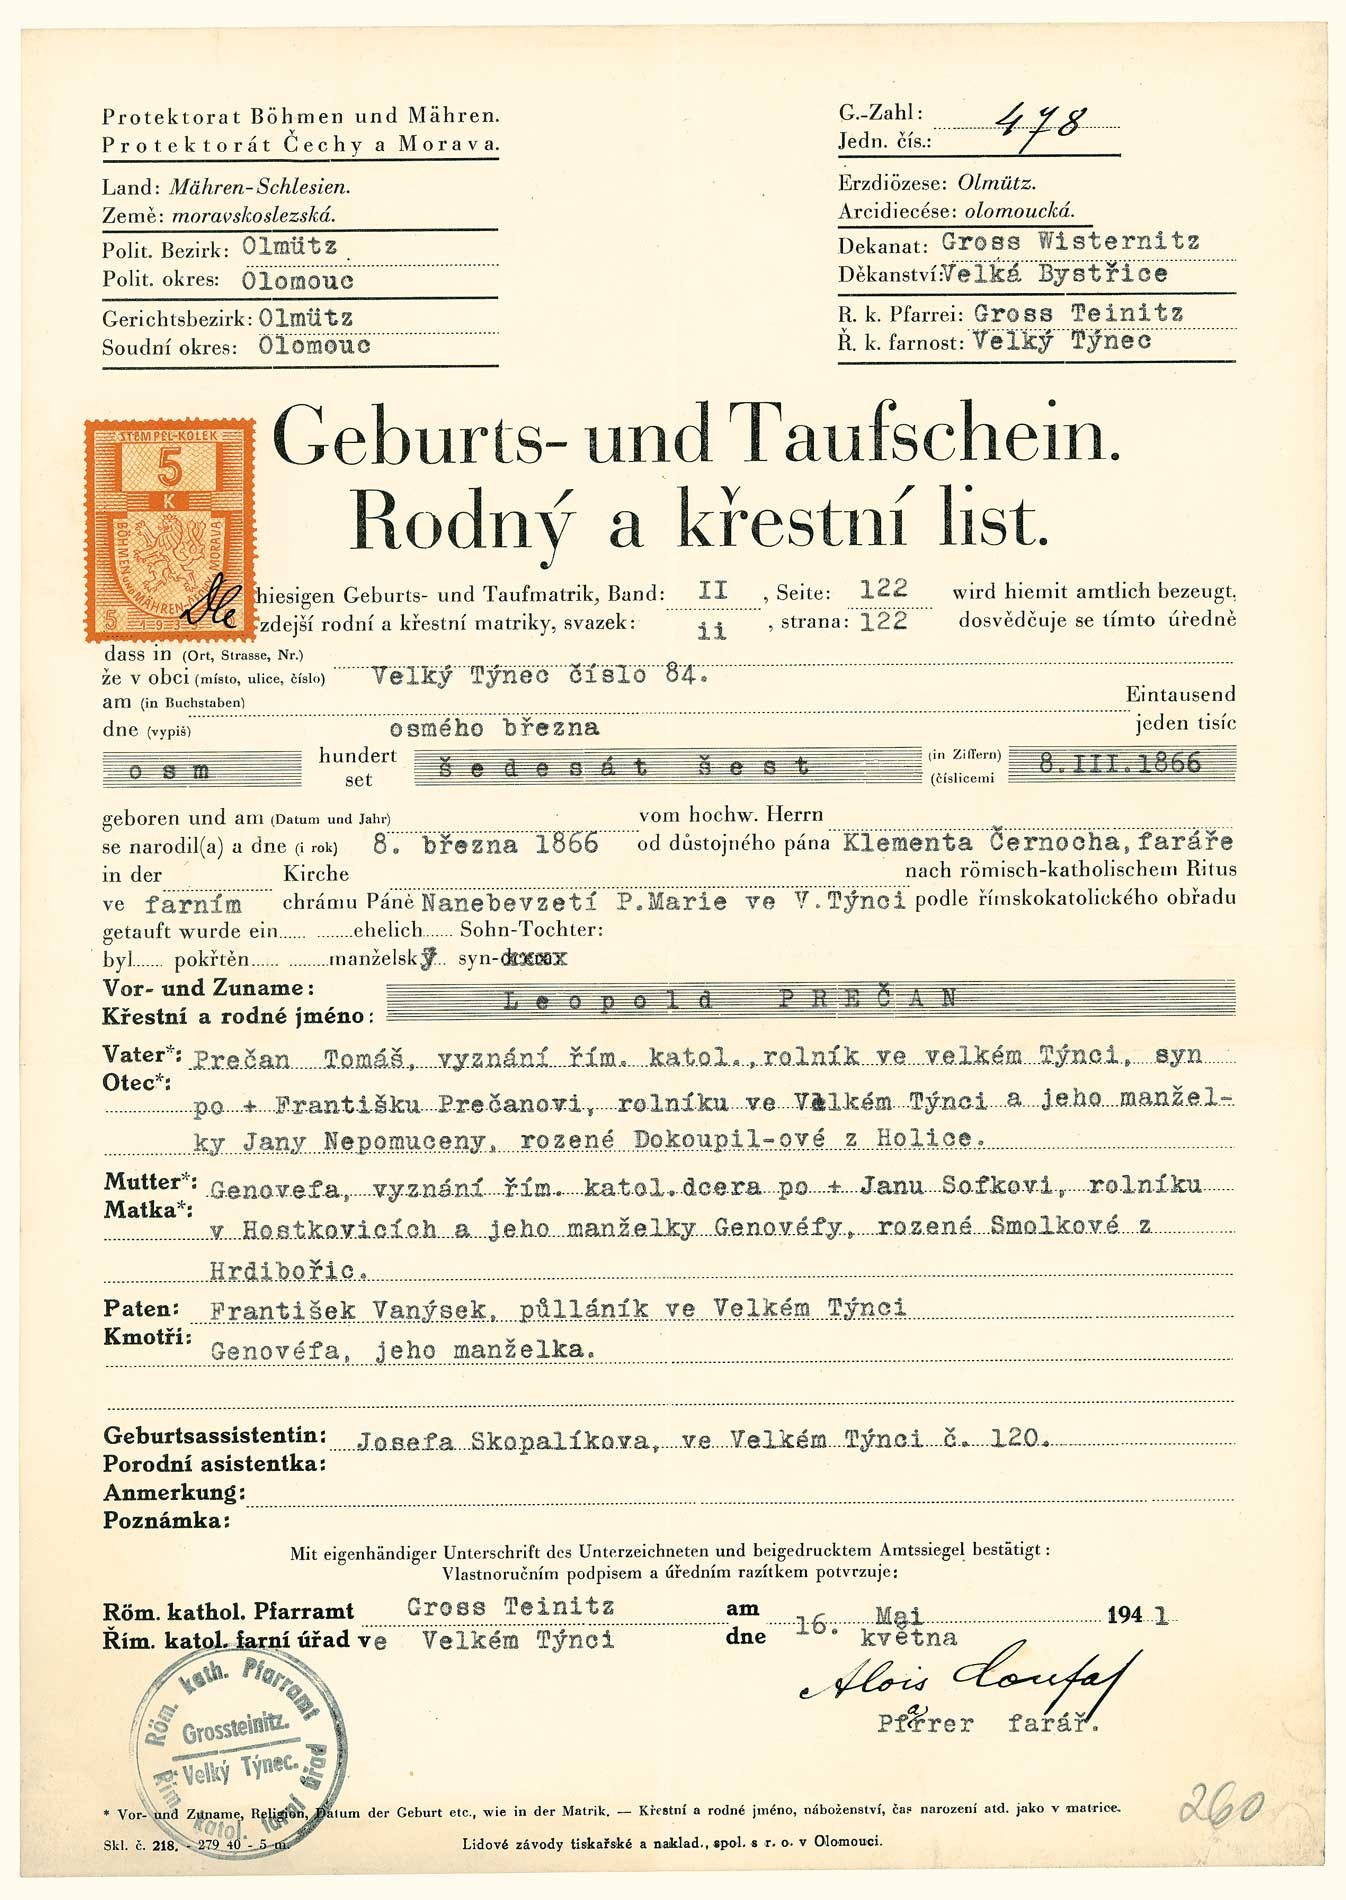 Protektorat Böhmen und Mähren.
Protektorát Čechy a Morava.
Land: Mähren-Schlesien.
Země: moravskoslezská.
Polit. Bezirk: Olmütz
Polit. okres: Olomouc
Gerichtsbezirk: Olmütz
Soudní okres: Olomouc
G.-Zahl:
Jedn. čís.: 478
Erzdiözese: Olmütz.
Arcidiecése: olomoucká.
Dekanat: Gross Wisternitz
Děkanství: Velká Bystřice
R. k. Pfarrei: Gross Teinitz
Ř. k. farnost: Velký Týnec
STEMPEL-KOLEK
5
K
BÖHMEN UND MÄHREN ČECHY A MORAVA
5
Geburts- und Taufschein.
Rodný a křestní list.
hiesigen Geburts- und Taufmatrik, Band: II, Seite: 122 wird hiemit amtlich bezeugt,
zdejší rodní a křestní matriky, svazek: ii, strana: 122 dosvědčuje se tímto úředně
dass in (Ort, Strasse, Nr.)
že v obci (místo, ulice, číslo) Velký Týnec číslo 84.
am (in Buchstaben) Eintausend
dne (vypiš) osmého března jeden tisíc
osm hundert šedesát šest (in Ziffern) 8.III.1866
set (číslicemi
geboren und am (Datum und Jahr) vom hochw. Herrn
se narodil(a) a dne (i rok) 8. března 1866 od důstojného pána Klementa Černocha, faráře
in der Kirche nach römisch-katholischem Ritus
ve farním chrámu Páně Nanebevzetí P.Marie ve V.Týnci podle římskokatolického obřadu
getauft wurde ein...... ........ehelich...... Sohn-Tochter:
byl...... pokřtěn...... ........manželský... syn-
Vor- und Zuname:
Křestní a rodné jméno: Leopold PREČAN
Vater*: Prečan Tomáš, vyznání řím. katol., rolník ve velkém Týnci, syn
Otec*:
po + Františku Prečanovi, rolníku ve Velkém Týnci a jeho manžel-
ky Jany Nepomuceny, rozené Dokoupil-ové z Holice.
Mutter*: Genovefa, vyznání řím. katol.dcera po + Janu Sofkovi, rolníku
Matka*:
v Hostkovicích a jeho manželky Genovéfy, rozené Smolkové z
Hrdibořic.
Paten: František Vanýsek, půlláník ve Velkém Týnci
Kmotři:
Genovéfa, jeho manželka.
Geburtsassistentin: Josefa Skopalíkova, ve Velkém Týnci č. 120.
Porodní asistentka:
Anmerkung:
Poznámka:
Mit eigenhändiger Unterschrift des Unterzeichneten und beigedrucktem Amtssiegel bestätigt:
Vlastnoručním podpisem a úředním razítkem potvrzuje:
Röm. kathol. Pfarramt Gross Teinitz am 16. Mai 1941
Řím. katol. farní úřad ve Velkém Týnci dne května
Alois
Pfarrer farář.
Röm. kath. Pfarramt
Grossteinitz.
Velký Týnec.
Řím. katol. farní úřad
* Vor- und Zuname, Religion, Datum der Geburt etc., wie in der Matrik. — Křestní a rodné jméno, náboženství, čas narození atd. jako v matrice.
260
Skl. č. 218. - 279 40 - 5 m. Lidové závody tiskařské a naklad., spol. s r. o. v Olomouci.